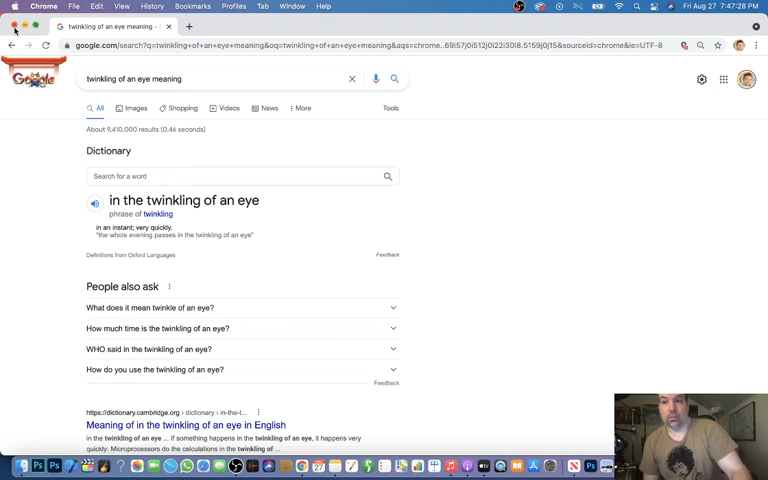 Chrome File Edit View History Bookmarks Profiles Tab Window Help Fri Aug 27 7:47:28 PM
twinkling of an eye meaning -
google.com/search?q=twinkling+of+an+eye+meaning&oq=twinkling+of+an+eye+meaning&aqs=chrome..69i57j0i512j0i22i30l8.5159j0j15&sourceid=chrome&ie=UTF-8
Google
twinkling of an eye meaning
All Images Shopping Videos News More Tools
About 9,410,000 results (0.46 seconds)
Dictionary
Search for a word
in the twinkling of an eye
phrase of twinkling
in an instant; very quickly.
"the whole evening passes in the twinkling of an eye"
Definitions from Oxford Languages Feedback
People also ask
What does it mean twinkle of an eye?
How much time is the twinkling of an eye?
WHO said in the twinkling of an eye?
How do you use the twinkling of an eye?
Feedback
https://dictionary.cambridge.org › dictionary › in-the-t...
Meaning of in the twinkling of an eye in English
in the twinkling of an eye ... If something happens in the twinkling of an eye, it happens very
quickly: Microprocessors do the calculations in the twinkling of ...